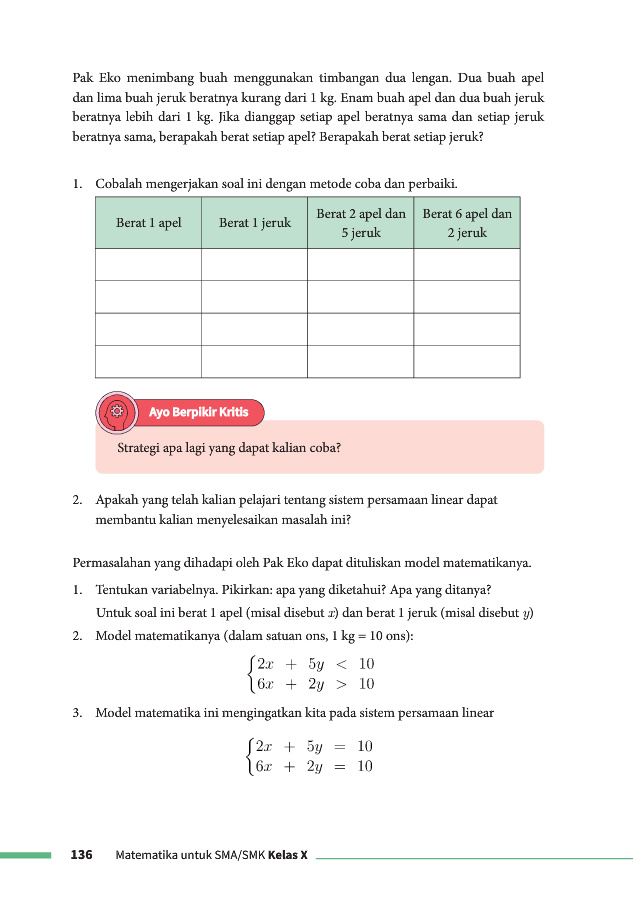 Pak Eko menimbang buah menggunakan timbangan dua lengan. Dua buah apel
dan lima buah jeruk beratnya kurang dari 1 kg. Enam buah apel dan dua buah jeruk
beratnya lebih dari 1 kg. Jika dianggap setiap apel beratnya sama dan setiap jeruk
beratnya sama, berapakah berat setiap apel? Berapakah berat setiap jeruk?
1. Cobalah mengerjakan soal ini dengan metode coba dan perbaiki.
Berat 1 apel
Berat 1 jeruk
Berat 2 apel dan
5 jeruk
Berat 6 apel dan
2 jeruk
Ayo Berpikir Kritis
Strategi apa lagi yang dapat kalian coba?
2. Apakah yang telah kalian pelajari tentang sistem persamaan linear dapat
membantu kalian menyelesaikan masalah ini?
Permasalahan yang dihadapi oleh Pak Eko dapat dituliskan model matematikanya.
1. Tentukan variabelnya. Pikirkan: apa yang diketahui? Apa yang ditanya?
Untuk soal ini berat 1 apel (misal disebut x) dan berat 1 jeruk (misal disebut y)
2. Model matematikanya (dalam satuan ons, 1 kg = 10 ons):
2x + 5y < 10
6x + 2y > 10
3. Model matematika ini mengingatkan kita pada sistem persamaan linear
2x + 5y = 10
6x + 2y = 10
136 Matematika untuk SMA/SMK Kelas X